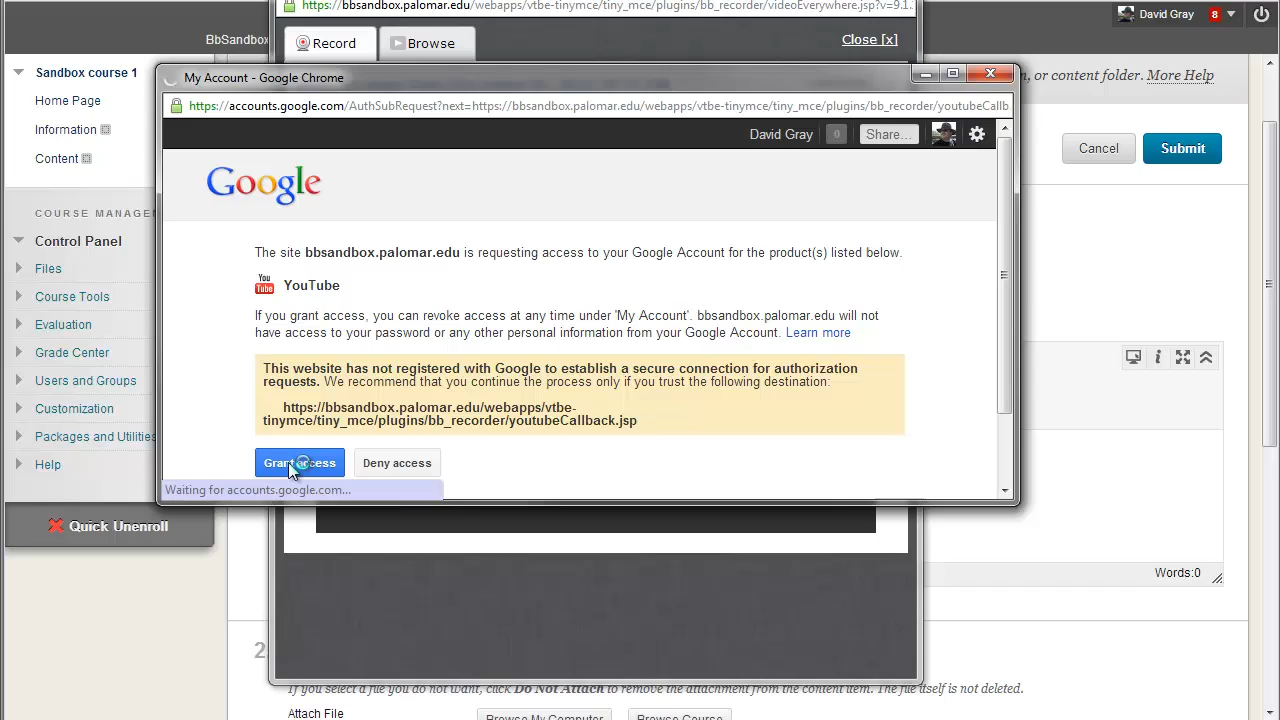 https://bbsandbox.palomar.edu/webapps/vtbe-tinymce/tiny_mce/plugins/bb_recorder/videoEverywhere.jsp?v=9.1.
David Gray 8
BbSandbox
Record
Browse
Close [x]
Sandbox course 1
Home Page
Information
Content
COURSE MANAGEM
Control Panel
Files
Course Tools
Evaluation
Grade Center
Users and Groups
Customization
Packages and Utilities
Help
Quick Unenroll
My Account - Google Chrome
https://accounts.google.com/AuthSubRequest?next=https://bbsandbox.palomar.edu/webapps/vtbe-tinymce/tiny_mce/plugins/bb_recorder/youtubeCallb
David Gray 0 Share...
Google
The site bbsandbox.palomar.edu is requesting access to your Google Account for the product(s) listed below.
You Tube
YouTube
If you grant access, you can revoke access at any time under 'My Account'. bbsandbox.palomar.edu will not
have access to your password or any other personal information from your Google Account. Learn more
This website has not registered with Google to establish a secure connection for authorization
requests. We recommend that you continue the process only if you trust the following destination:
https://bbsandbox.palomar.edu/webapps/vtbe-
tinymce/tiny_mce/plugins/bb_recorder/youtubeCallback.jsp
Grant access
Deny access
Waiting for accounts.google.com...
n, or content folder. More Help
Cancel
Submit
Words:0
2
If you select a file you do not want, click Do Not Attach to remove the attachment from the content item. The file itself is not deleted.
Attach File
Browse My Computer
Browse Course